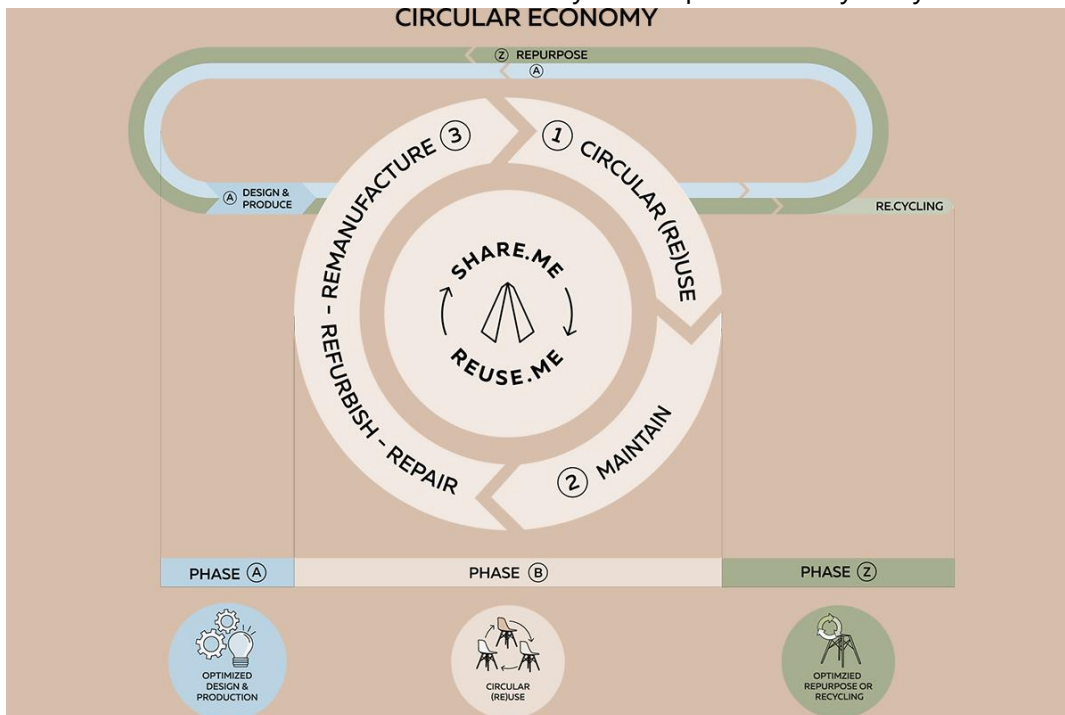 CIRCULAR ECONOMY
Z REPURPOSE
A
A DESIGN &
PRODUCE
RE.CYCLING
1 CIRCULAR (RE)USE
2 MAINTAIN
REFURBISH - REPAIR
- REMANUFACTURE 3
SHARE.ME
REUSE.ME
PHASE A
PHASE B
PHASE Z
OPTIMIZED
DESIGN &
PRODUCTION
CIRCULAR
(RE)USE
OPTIMZIED
REPURPOSE OR
RECYCLING